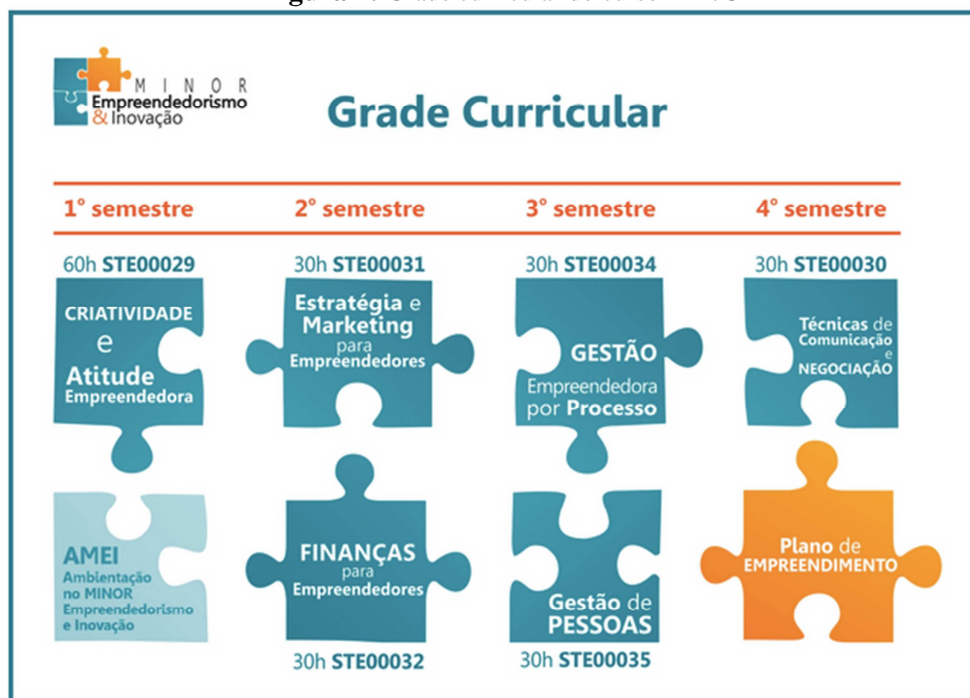 MINOR
Empreendedorismo
& Inovação
Grade Curricular
1° semestre
2° semestre
3° semestre
4° semestre
60h STE00029
CRIATIVIDADE
e
Atitude
Empreendedora
30h STE00031
Estratégia e
Marketing
para
Empreendedores
30h STE00034
GESTÃO
Empreendedora
por Processo
30h STE00030
Técnicas de
Comunicação
e
NEGOCIAÇÃO
AMEI
Ambientação
no MINOR
Empreendedorismo
e Inovação
FINANÇAS
para
Empreendedores
30h STE00032
Gestão de
PESSOAS
30h STE00035
Plano de
EMPREENDIMENTO